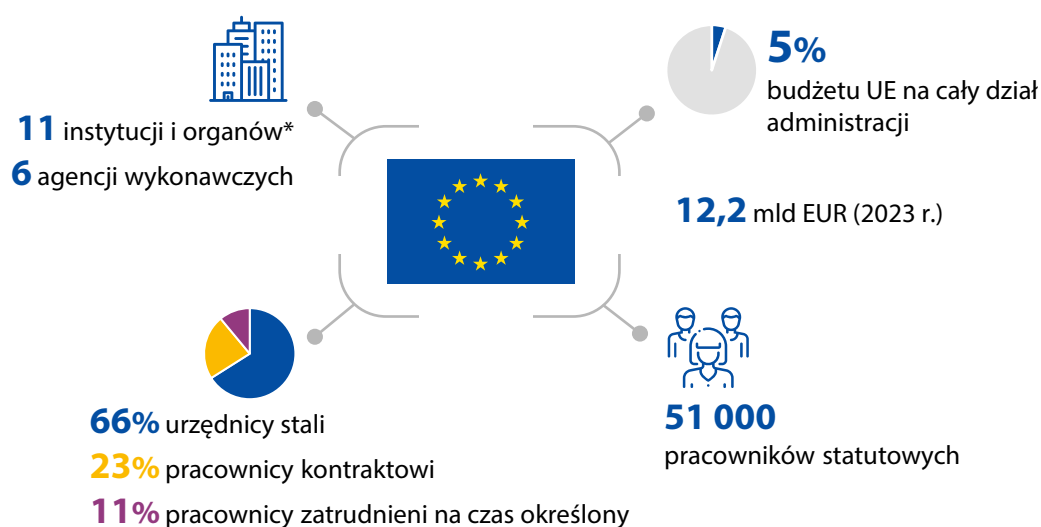 11 instytucji i organów*
6 agencji wykonawczych
5%
budżetu UE na cały dział
administracji
12,2 mld EUR (2023 r.)
66% urzędnicy stali
23% pracownicy kontraktowi
11% pracownicy zatrudnieni na czas określony
51 000
pracowników statutowych